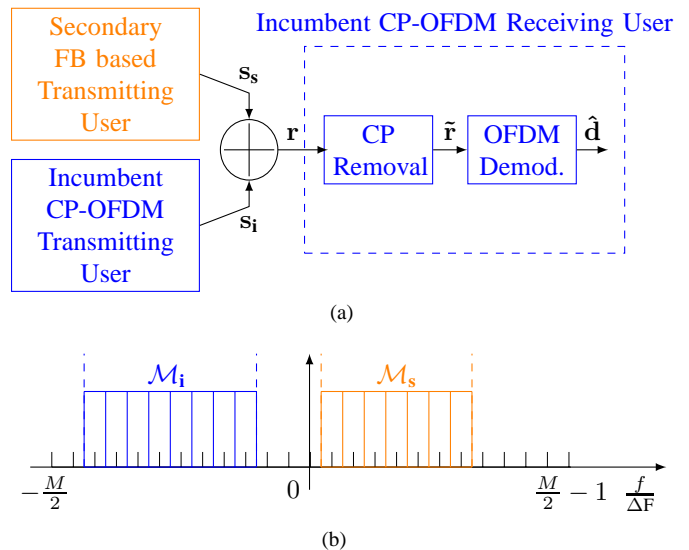 Incumbent CP-OFDM Receiving User
Secondary
FB based
Transmitting
User
s_s
Incumbent
CP-OFDM
Transmitting
User
s_i
r
CP
Removal
r̃
OFDM
Demod.
d̂
(a)
ℳ_i
ℳ_s
−M/2
0
M/2 − 1
f/ΔF
(b)